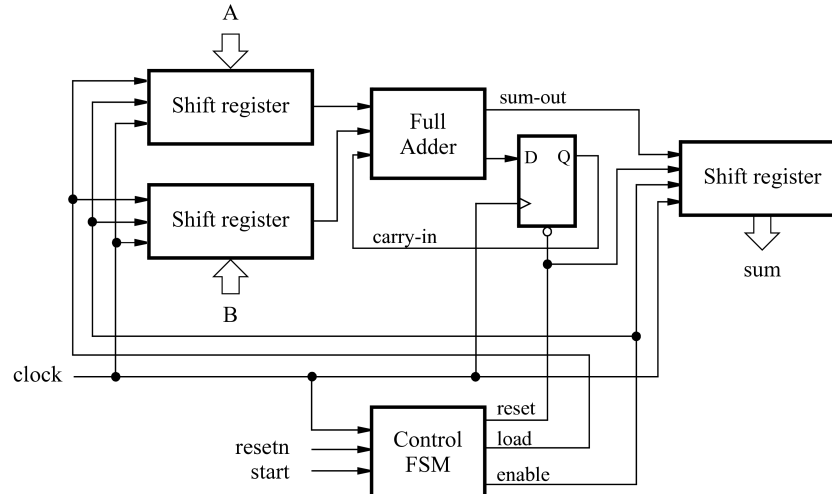 A
Shift register
Full
Adder
sum-out
D Q
Shift register
Shift register
carry-in
sum
B
clock
reset
Control
FSM
load
resetn
start
enable